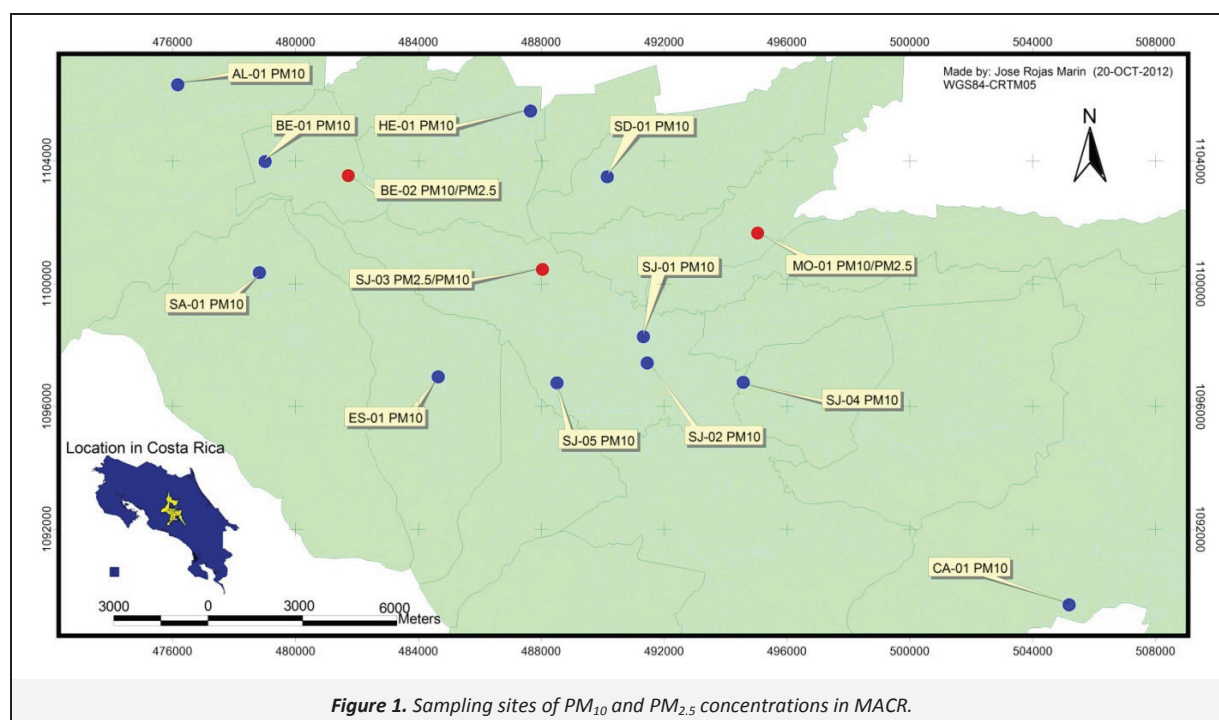 476000 480000 484000 488000 492000 496000 500000 504000 508000
Made by: Jose Rojas Marin (20-OCT-2012)
WGS84-CRTM05
N
AL-01 PM10
BE-01 PM10
HE-01 PM10
SD-01 PM10
1104000
1104000
BE-02 PM10/PM2.5
SJ-03 PM2.5/PM10
SJ-01 PM10
MO-01 PM10/PM2.5
1100000
1100000
SA-01 PM10
ES-01 PM10
SJ-05 PM10
SJ-02 PM10
SJ-04 PM10
1096000
1096000
Location in Costa Rica
1092000
1092000
CA-01 PM10
3000 0 3000 6000
Meters
476000 480000 484000 488000 492000 496000 500000 504000 508000
Figure 1. Sampling sites of PM10 and PM2.5 concentrations in MACR.